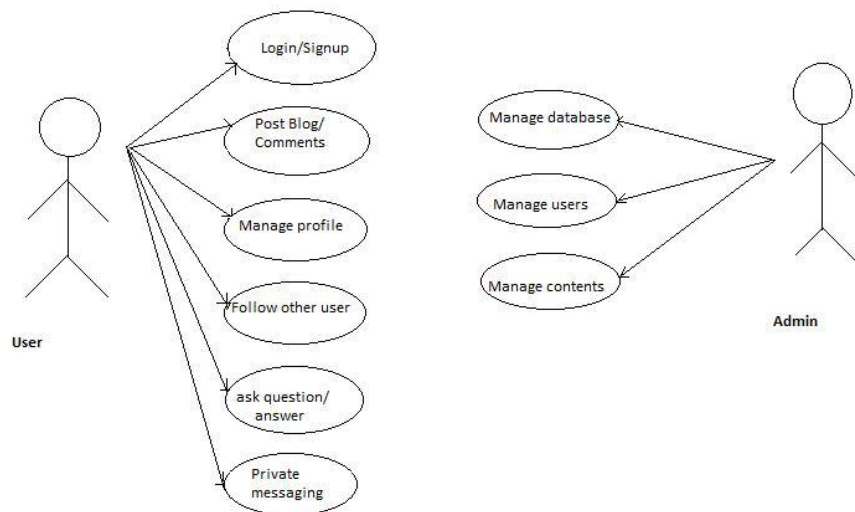 Login/Signup
Post Blog/
Comments
Manage profile
Follow other user
ask question/
answer
Private
messaging
User
Manage database
Manage users
Manage contents
Admin